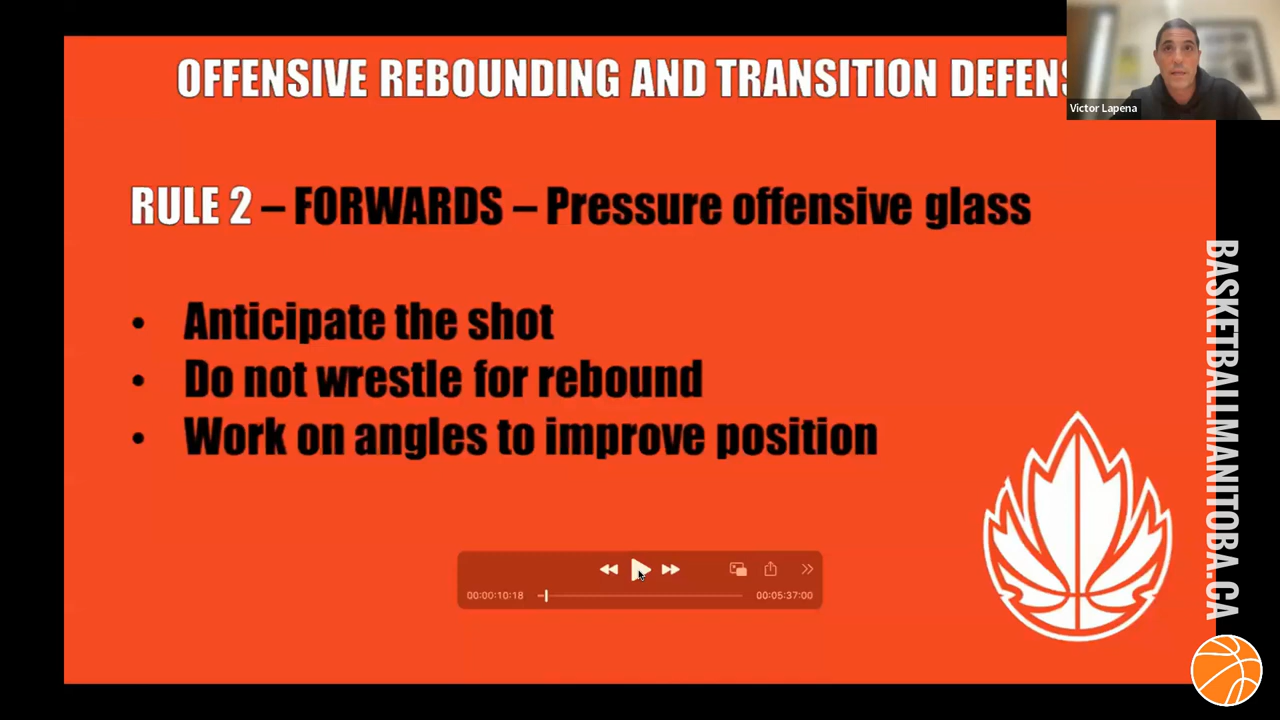 OFFENSIVE REBOUNDING AND TRANSITION DEFENS
Victor Lapena
RULE 2 – FORWARDS – Pressure offensive glass
• Anticipate the shot
• Do not wrestle for rebound
• Work on angles to improve position
00:00:10:18
00:05:37:00
BASKETBALLMANITOBA.CA